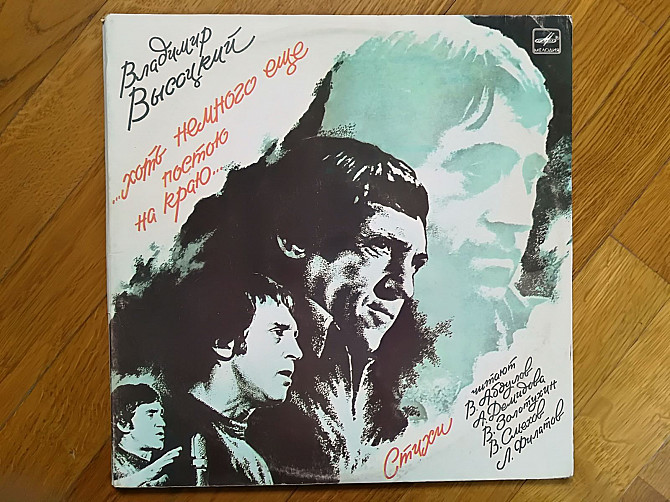 Владимир
Высоцкий
"...хоть немного еще
постою
на краю..."
МЕЛОДИЯ
Стихи
читают
В. Абдулов
А. Демидова
В. Золотухин
В. Смехов
Л. Филатов